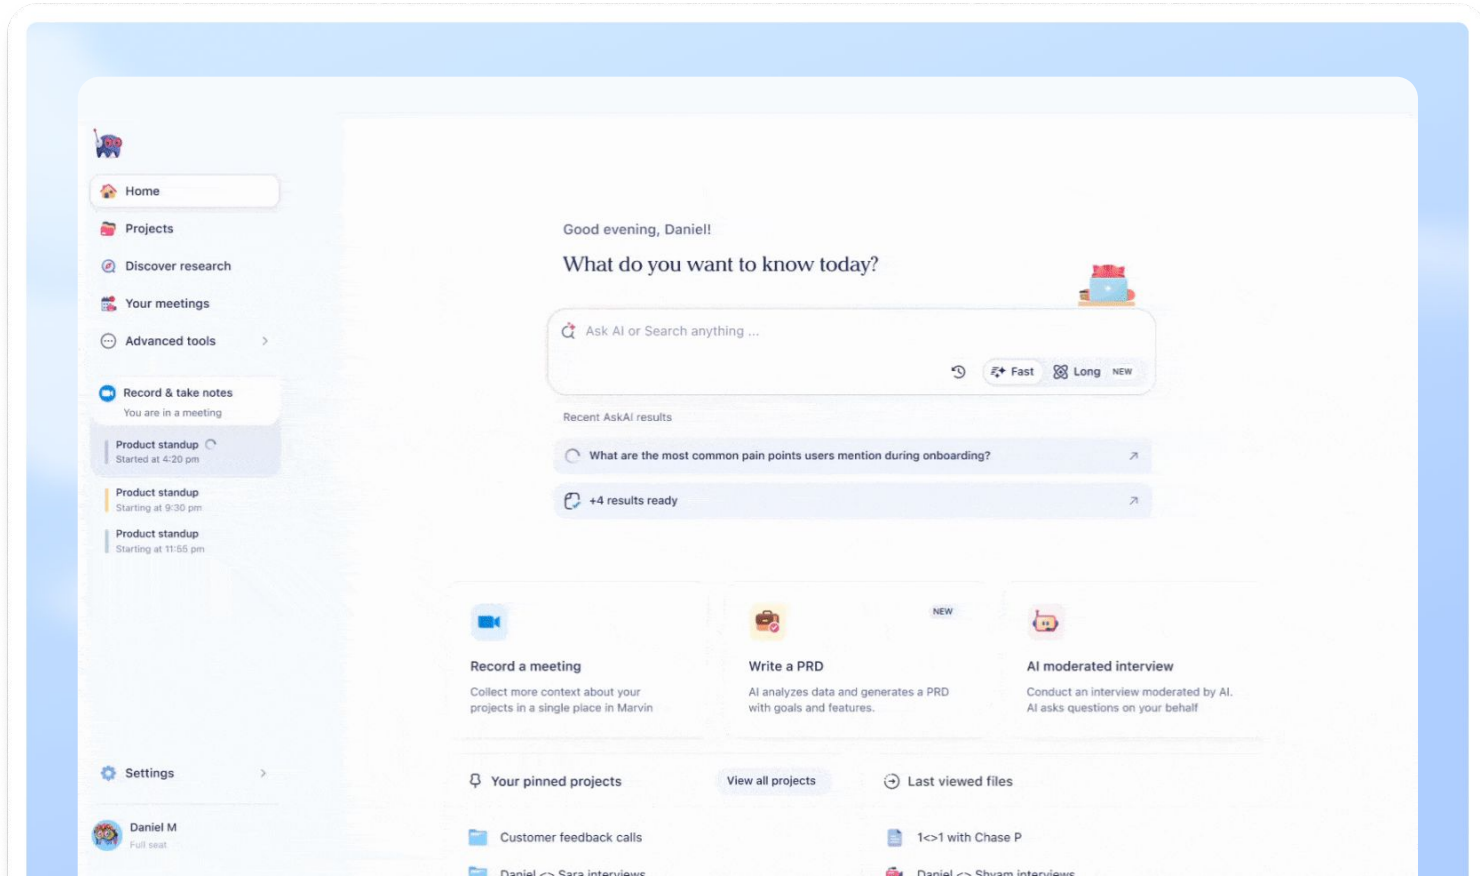 Home
Projects
Discover research
Your meetings
Advanced tools
Record & take notes
You are in a meeting
Product standup
Started at 4:20 pm
Product standup
Starting at 9:30 pm
Product standup
Starting at 11:55 pm
Settings
Daniel M
Full seat
Good evening, Daniel!
What do you want to know today?
Ask AI or Search anything ...
Fast
Long NEW
Recent AskAI results
What are the most common pain points users mention during onboarding?
+4 results ready
Record a meeting
Collect more context about your
projects in a single place in Marvin
NEW
Write a PRD
AI analyzes data and generates a PRD
with goals and features.
AI moderated interview
Conduct an interview moderated by AI.
AI asks questions on your behalf
Your pinned projects
View all projects
Customer feedback calls
Daniel <> Sara interviews
Last viewed files
1<>1 with Chase P
Daniel <> Shyam interviews